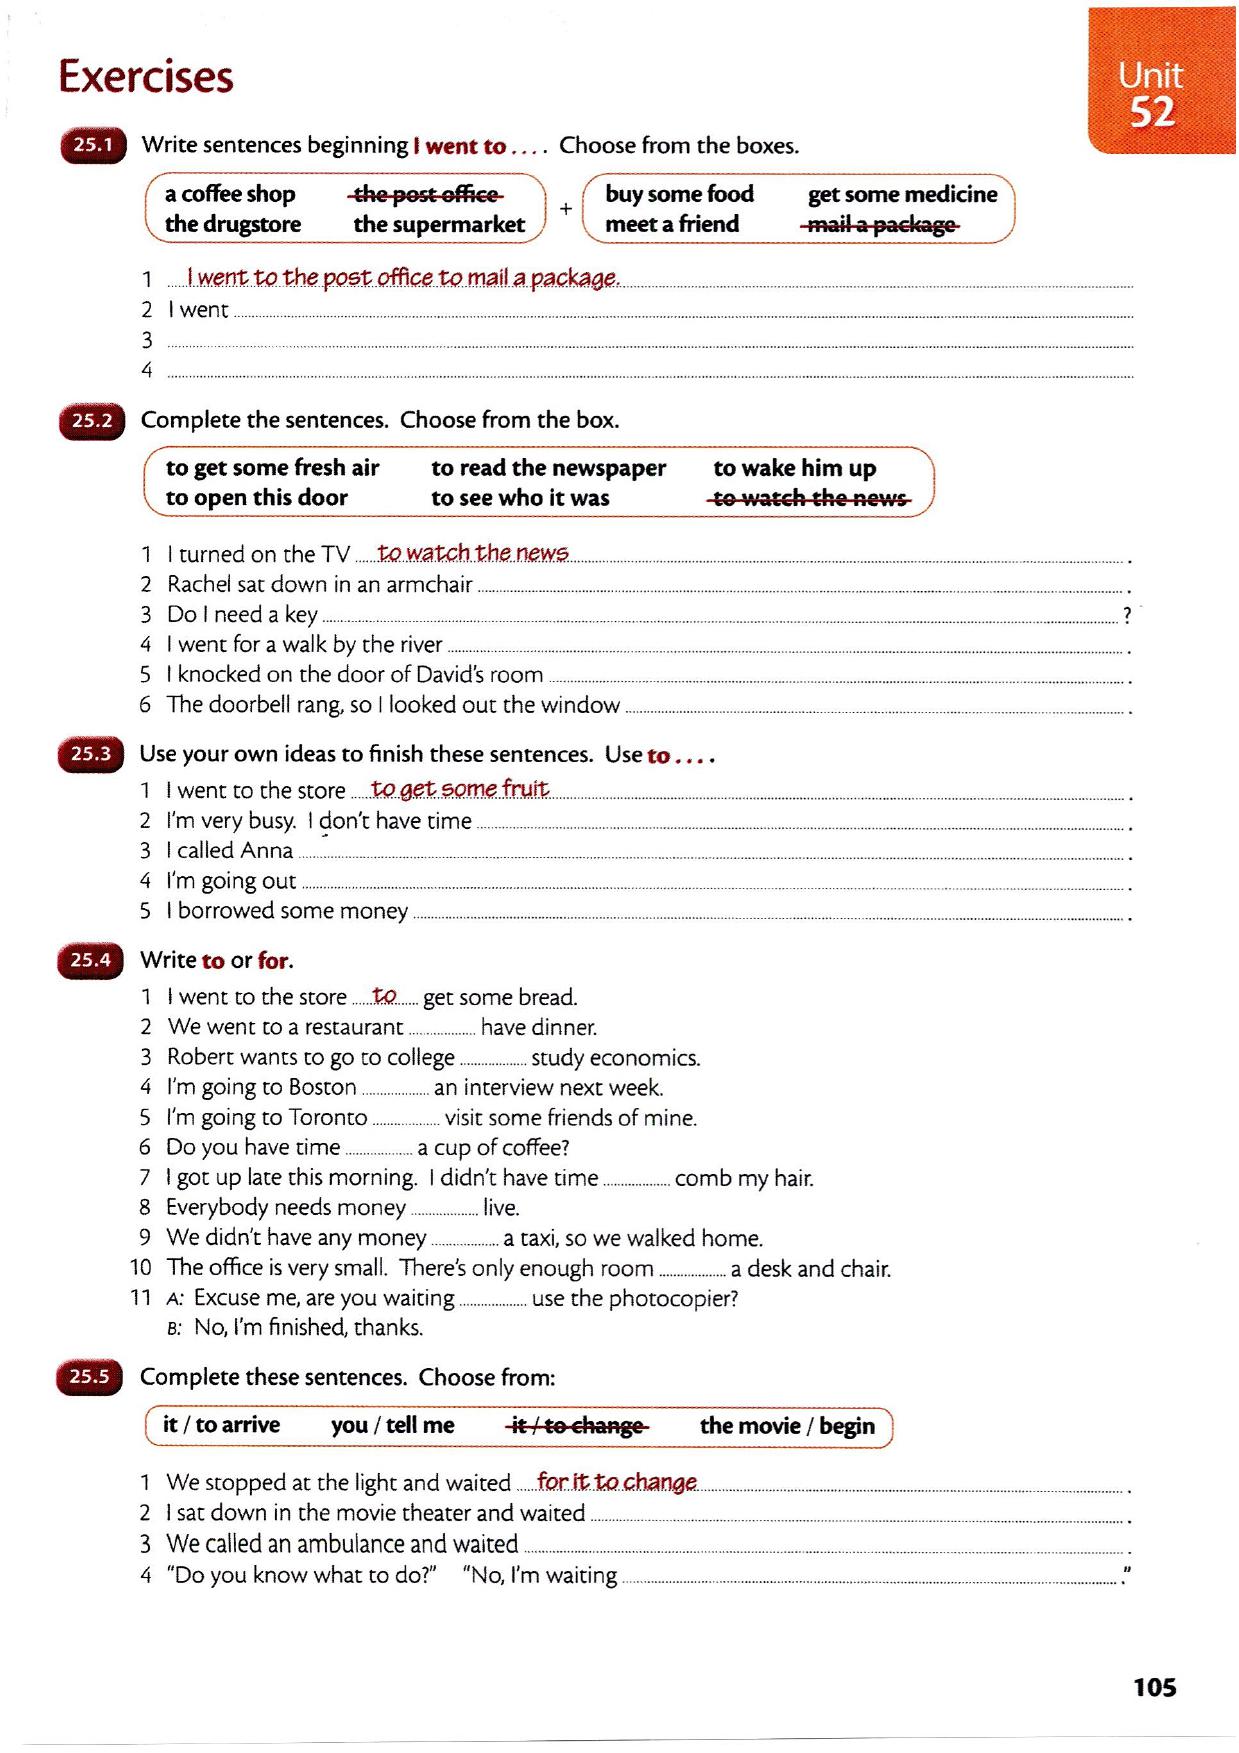 Exercises
Unit
52
25.1 Write sentences beginning I went to . . . . Choose from the boxes.
a coffee shop the post office + buy some food get some medicine
the drugstore the supermarket meet a friend mail a package
1 I went to the post office to mail a package.
2 I went
3
4
25.2 Complete the sentences. Choose from the box.
to get some fresh air to read the newspaper to wake him up
to open this door to see who it was to watch the news
1 I turned on the TV to watch the news .
2 Rachel sat down in an armchair .
3 Do I need a key ?
4 I went for a walk by the river .
5 I knocked on the door of David's room .
6 The doorbell rang, so I looked out the window .
25.3 Use your own ideas to finish these sentences. Use to . . . .
1 I went to the store to get some fruit .
2 I'm very busy. I don't have time .
3 I called Anna .
4 I'm going out .
5 I borrowed some money .
25.4 Write to or for.
1 I went to the store to get some bread.
2 We went to a restaurant have dinner.
3 Robert wants to go to college study economics.
4 I'm going to Boston an interview next week.
5 I'm going to Toronto visit some friends of mine.
6 Do you have time a cup of coffee?
7 I got up late this morning. I didn't have time comb my hair.
8 Everybody needs money live.
9 We didn't have any money a taxi, so we walked home.
10 The office is very small. There's only enough room a desk and chair.
11 A: Excuse me, are you waiting use the photocopier?
B: No, I'm finished, thanks.
25.5 Complete these sentences. Choose from:
it / to arrive you / tell me it / to change the movie / begin
1 We stopped at the light and waited for it to change .
2 I sat down in the movie theater and waited .
3 We called an ambulance and waited .
4 "Do you know what to do?" "No, I'm waiting ."
105